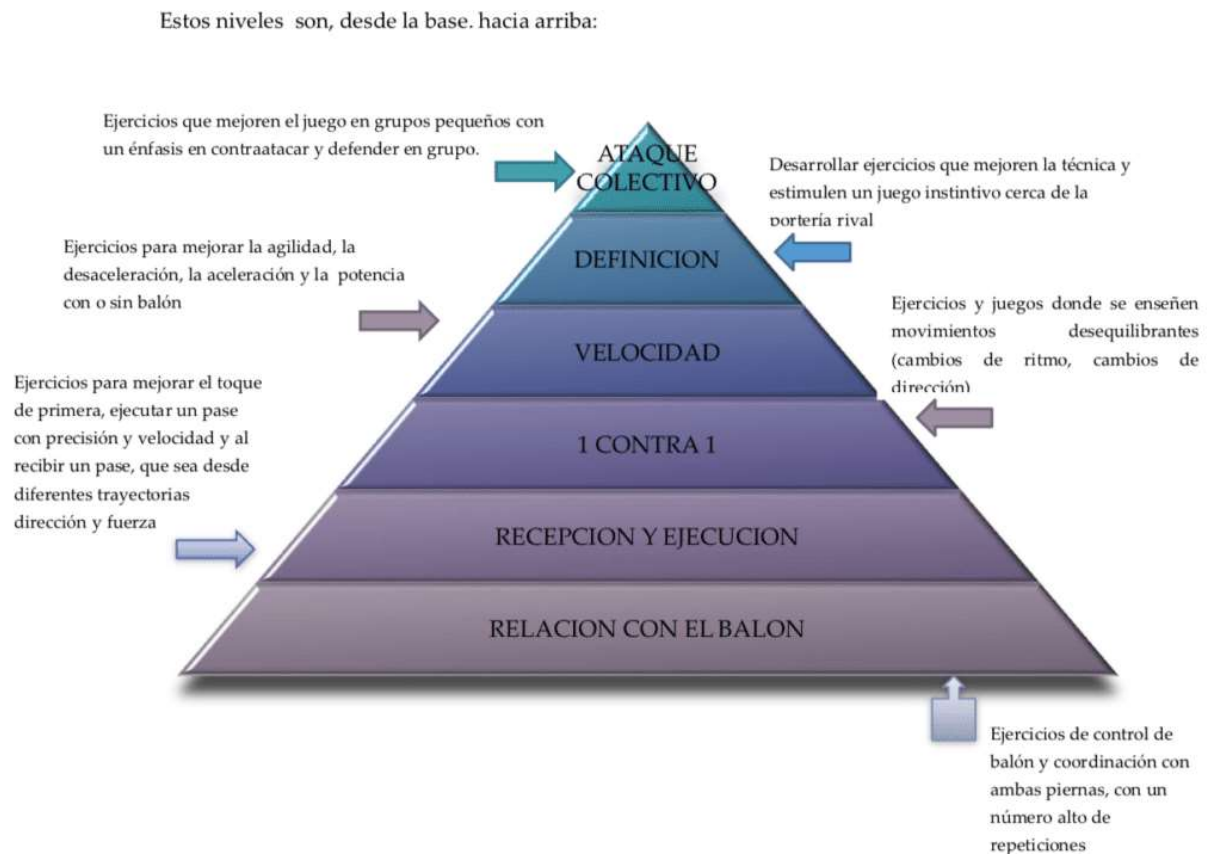 Estos niveles son, desde la base. hacia arriba:
Ejercicios que mejoren el juego en grupos pequeños con
un énfasis en contraatacar y defender en grupo.
ATAQUE
COLECTIVO
Desarrollar ejercicios que mejoren la técnica y
estimulen un juego instintivo cerca de la
portería rival
Ejercicios para mejorar la agilidad, la
desaceleración, la aceleración y la potencia
con o sin balón
DEFINICION
Ejercicios y juegos donde se enseñen
movimientos desequilibrantes
(cambios de ritmo, cambios de
dirección)
VELOCIDAD
Ejercicios para mejorar el toque
de primera, ejecutar un pase
con precisión y velocidad y al
recibir un pase, que sea desde
diferentes trayectorias
dirección y fuerza
1 CONTRA 1
RECEPCION Y EJECUCION
RELACION CON EL BALON
Ejercicios de control de
balón y coordinación con
ambas piernas, con un
número alto de
repeticiones